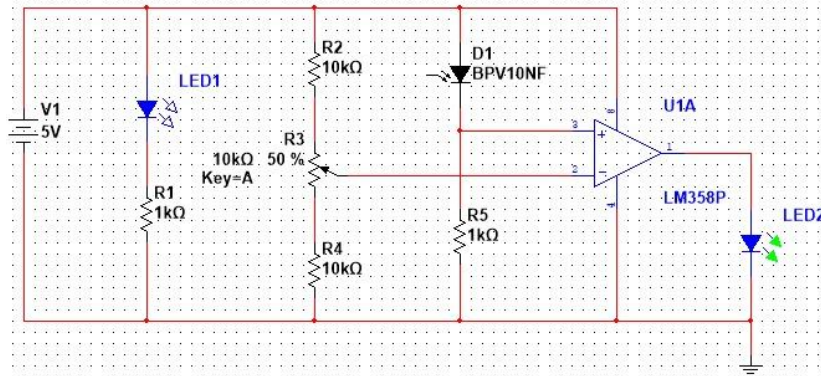 V1
5V
LED1
R1
1kΩ
R2
10kΩ
R3
10kΩ 50 %
Key=A
R4
10kΩ
D1
BPV10NF
R5
1kΩ
U1A
8
3
2
1
4
LM358P
LED2